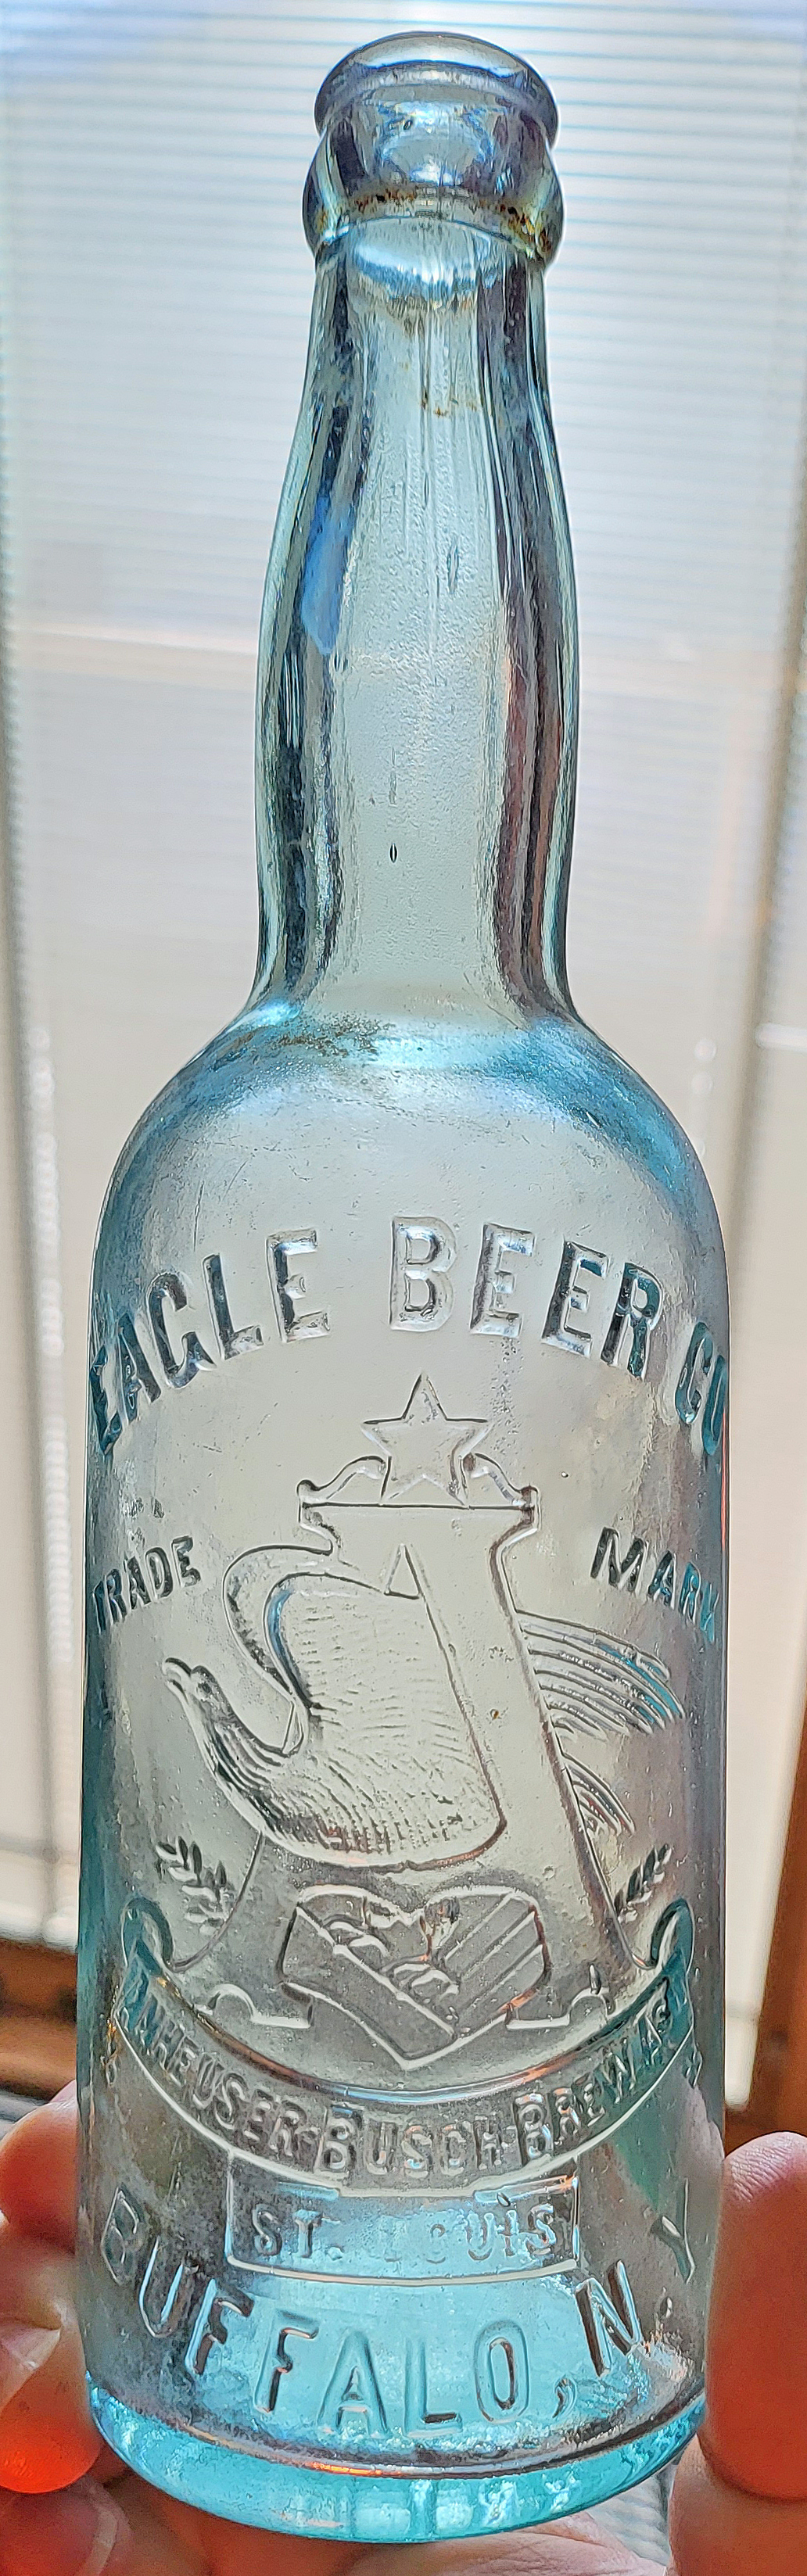 EAGLE BEER CO
TRADE MARK
ANHEUSER-BUSCH-BREW.AS
ST. LOUIS
BUFFALO, N.Y